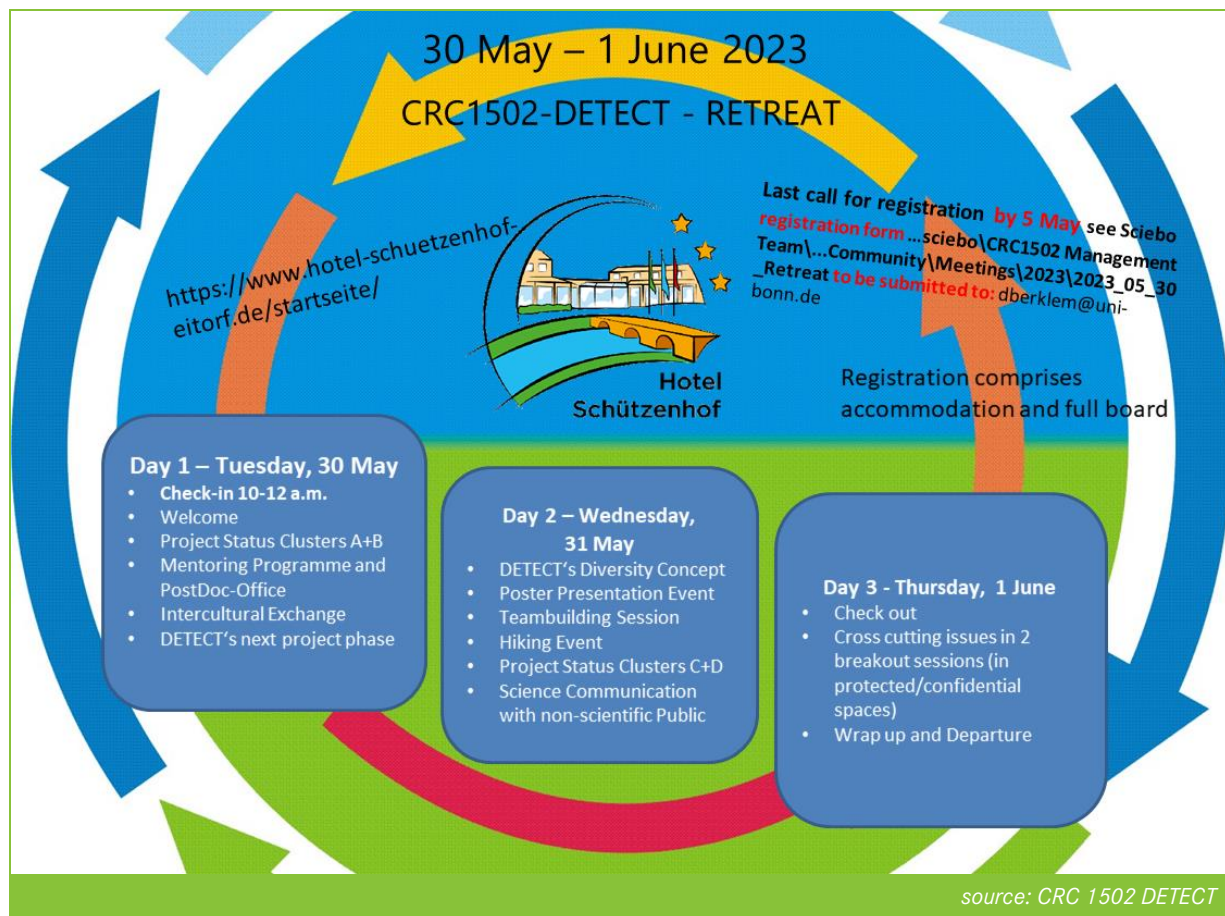 30 May – 1 June 2023
CRC1502-DETECT - RETREAT
https://www.hotel-schuetzenhof-
eitorf.de/startseite/
Last call for registration by 5 May see Sciebo
registration form ...sciebo\CRC1502 Management
Team\...Community\Meetings\2023\2023_05_30
_Retreat to be submitted to: dberklem@uni-
bonn.de
Hotel
Schützenhof
Registration comprises
accommodation and full board
Day 1 – Tuesday, 30 May
• Check-in 10-12 a.m.
• Welcome
• Project Status Clusters A+B
• Mentoring Programme and
PostDoc-Office
• Intercultural Exchange
• DETECT‘s next project phase
Day 2 – Wednesday,
31 May
• DETECT‘s Diversity Concept
• Poster Presentation Event
• Teambuilding Session
• Hiking Event
• Project Status Clusters C+D
• Science Communication
with non-scientific Public
Day 3 - Thursday, 1 June
• Check out
• Cross cutting issues in 2
breakout sessions (in
protected/confidential
spaces)
• Wrap up and Departure
source: CRC 1502 DETECT